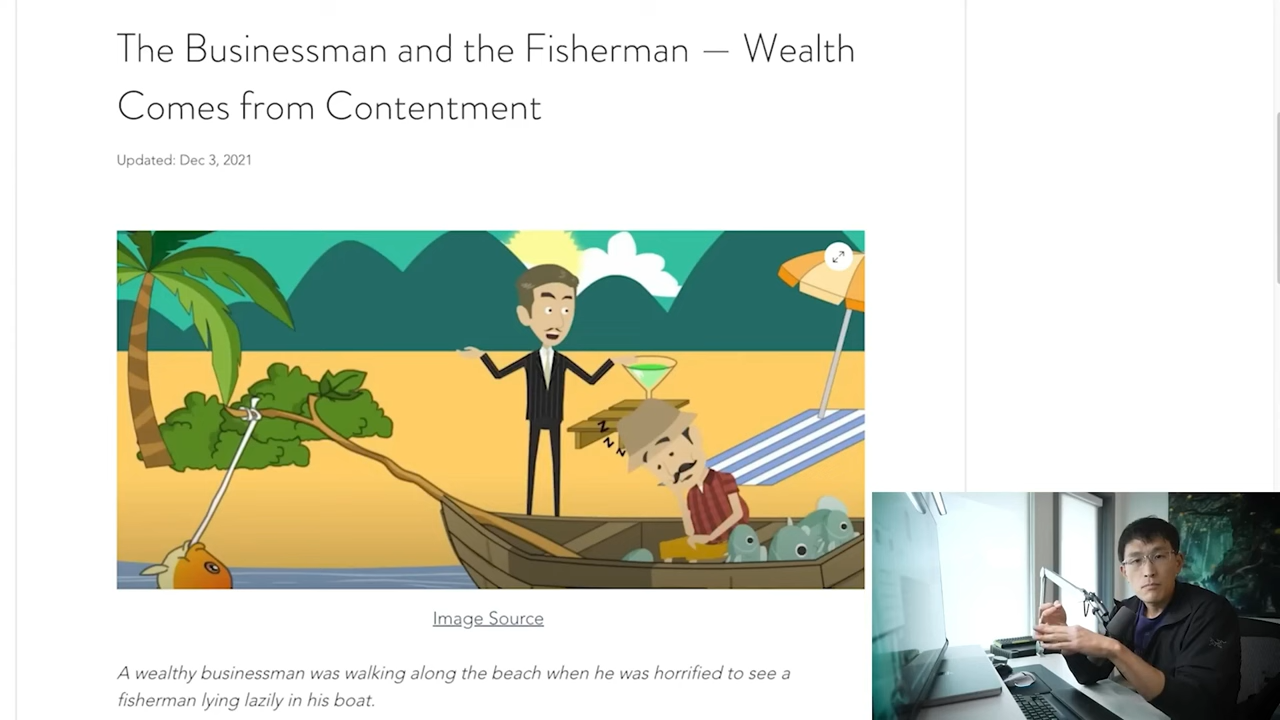 The Businessman and the Fisherman — Wealth
Comes from Contentment
Updated: Dec 3, 2021
z
z
z
Image Source
A wealthy businessman was walking along the beach when he was horrified to see a
fisherman lying lazily in his boat.